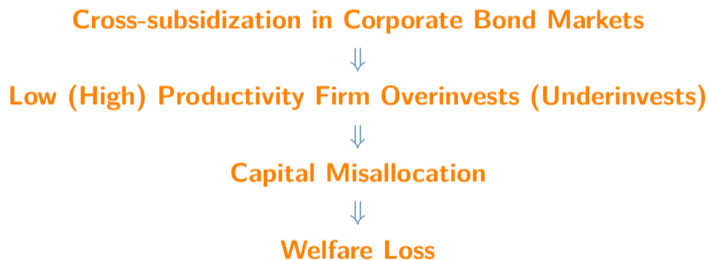 Cross-subsidization in Corporate Bond Markets
⇓
Low (High) Productivity Firm Overinvests (Underinvests)
⇓
Capital Misallocation
⇓
Welfare Loss